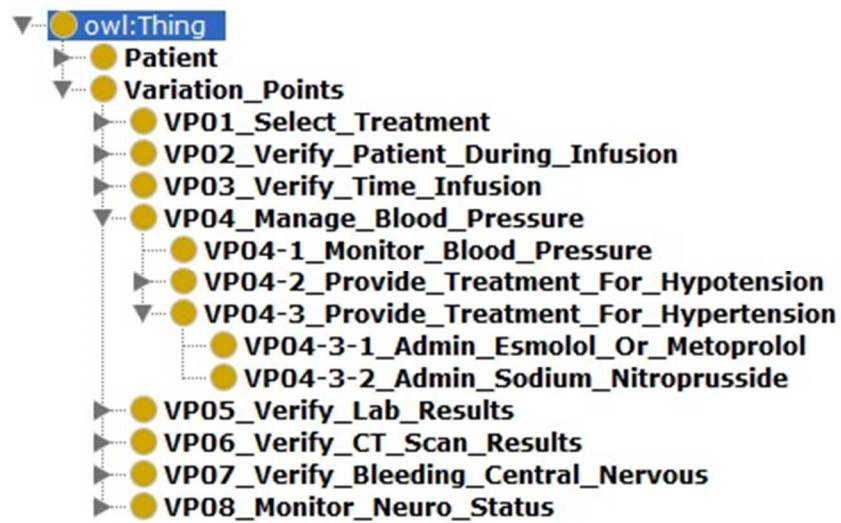 owl:Thing
Patient
Variation_Points
VP01_Select_Treatment
VP02_Verify_Patient_During_Infusion
VP03_Verify_Time_Infusion
VP04_Manage_Blood_Pressure
VP04-1_Monitor_Blood_Pressure
VP04-2_Provide_Treatment_For_Hypotension
VP04-3_Provide_Treatment_For_Hypertension
VP04-3-1_Admin_Esmolol_Or_Metoprolol
VP04-3-2_Admin_Sodium_Nitroprusside
VP05_Verify_Lab_Results
VP06_Verify_CT_Scan_Results
VP07_Verify_Bleeding_Central_Nervous
VP08_Monitor_Neuro_Status